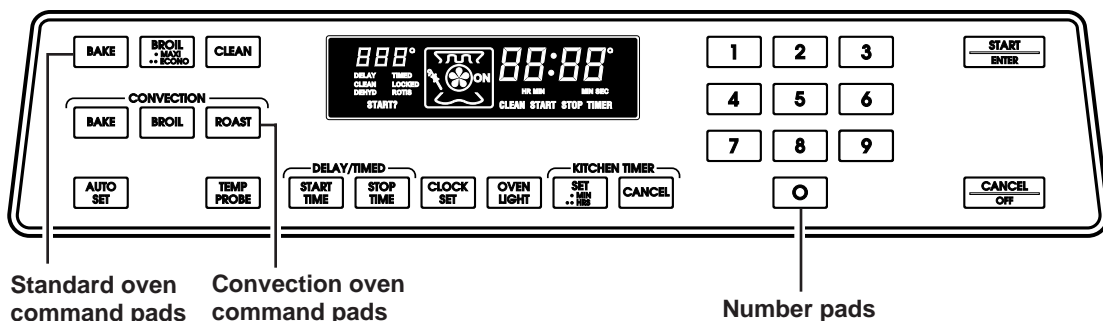 BAKE
BROIL
•MAXI
••ECONO
CLEAN
CONVECTION
BAKE
BROIL
ROAST
AUTO
SET
TEMP
PROBE
888°
DELAY TIMED
CLEAN LOCKED
DEHYD ROTIS
START?
ON
88:88°
HR MIN MIN SEC
CLEAN START STOP TIMER
DELAY/TIMED
START
TIME
STOP
TIME
CLOCK
SET
OVEN
LIGHT
KITCHEN TIMER
SET
•MIN
••HRS
CANCEL
1 2 3
4 5 6
7 8 9
0
START
ENTER
CANCEL
OFF
Standard oven
command pads
Convection oven
command pads
Number pads